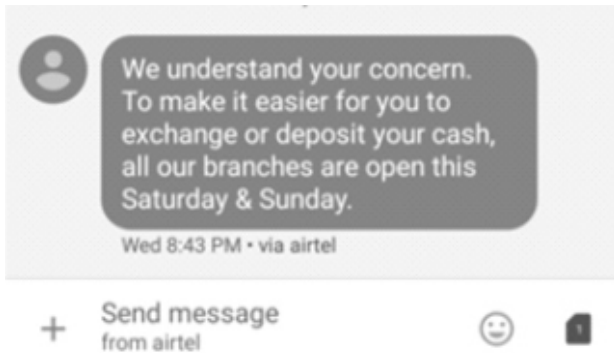 We understand your concern.
To make it easier for you to
exchange or deposit your cash,
all our branches are open this
Saturday & Sunday.
Wed 8:43 PM • via airtel
Send message
from airtel
1